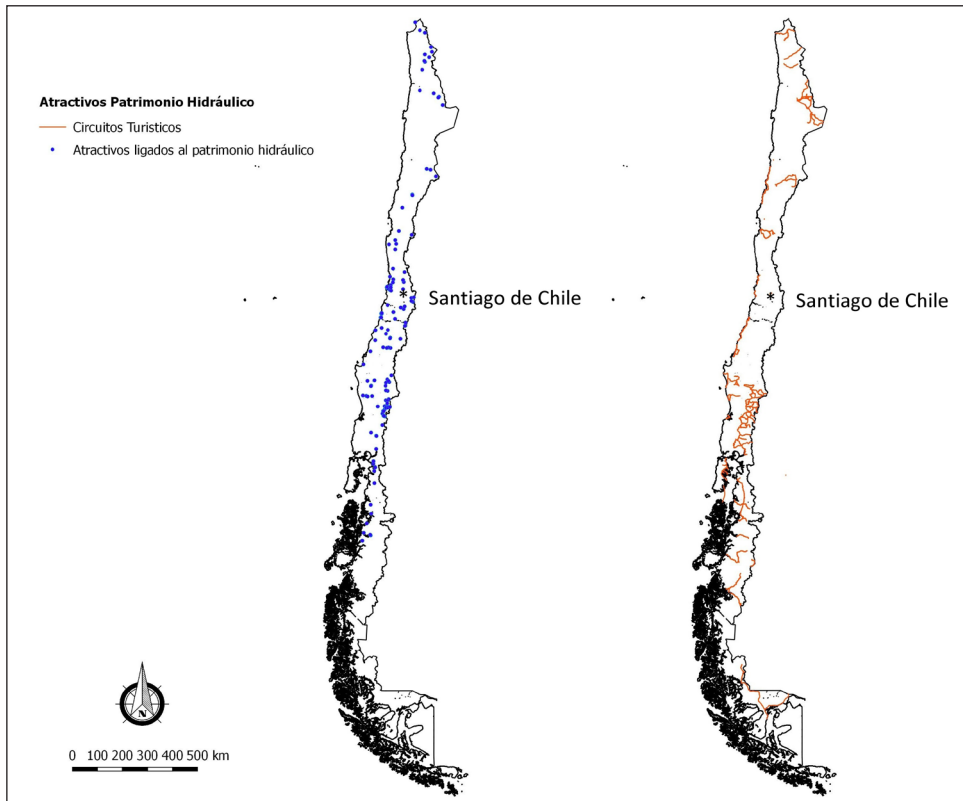 Atractivos Patrimonio Hidráulico
Circuitos Turisticos
Atractivos ligados al patrimonio hidráulico
* Santiago de Chile
* Santiago de Chile
N
0 100 200 300 400 500 km